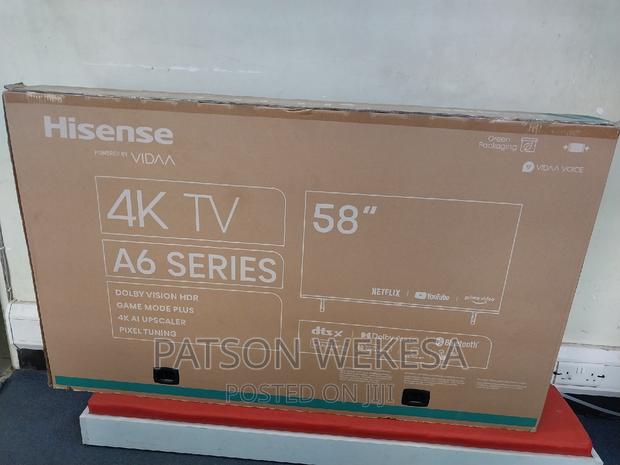 Hisense
POWERED BY VIDAA
Green
Packaging
VIDAA VOICE
4K TV
58"
A6 SERIES
DOLBY VISION HDR
GAME MODE PLUS
4K AI UPSCALER
PIXEL TUNING
NETFLIX
YouTube
prime video
dts x
Dolby
Bluetooth
PATSON WEKESA
POSTED ON JIJI